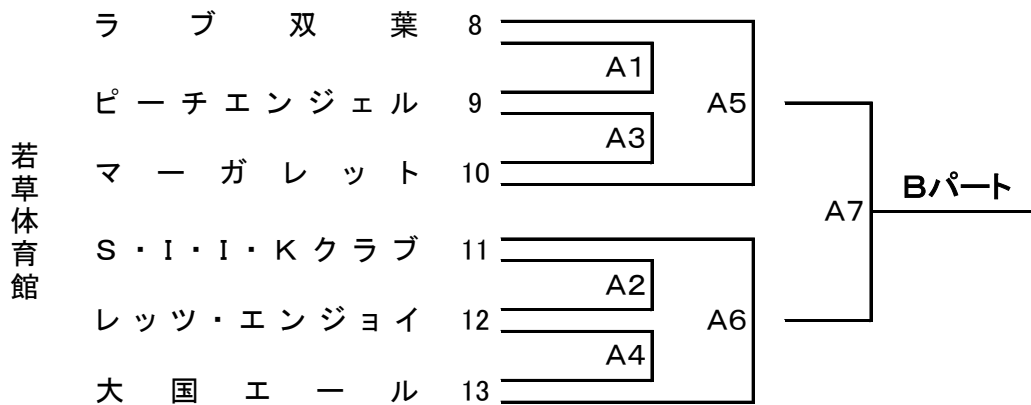 ラブ双葉 8
A1
ピーチエンジェル 9
A5
A3
マーガレット 10
若草体育館
A7
Bパート
S・I・I・Kクラブ 11
A2
レッツ・エンジョイ 12
A6
A4
大国エール 13